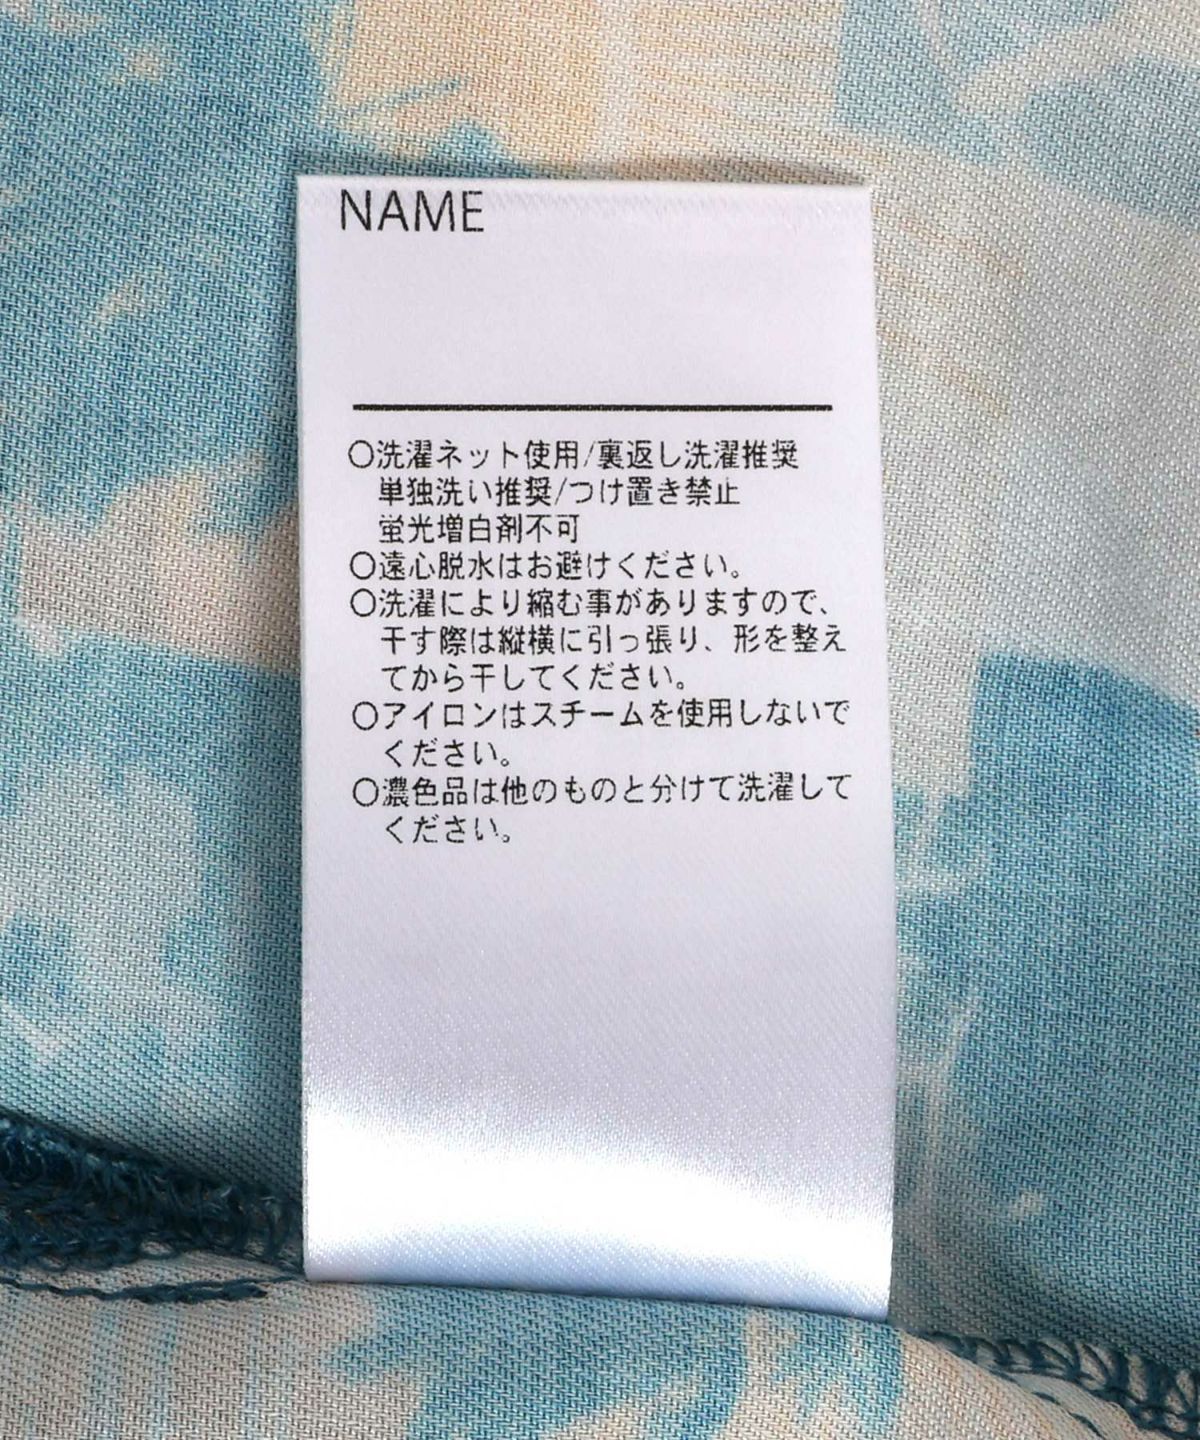 NAME
○洗濯ネット使用/裏返し洗濯推奨
単独洗い推奨/つけ置き禁止
蛍光増白剤不可
○遠心脱水はお避けください。
○洗濯により縮む事がありますので、
干す際は縦横に引っ張り、形を整え
てから干してください。
○アイロンはスチームを使用しないで
ください。
○濃色品は他のものと分けて洗濯して
ください。